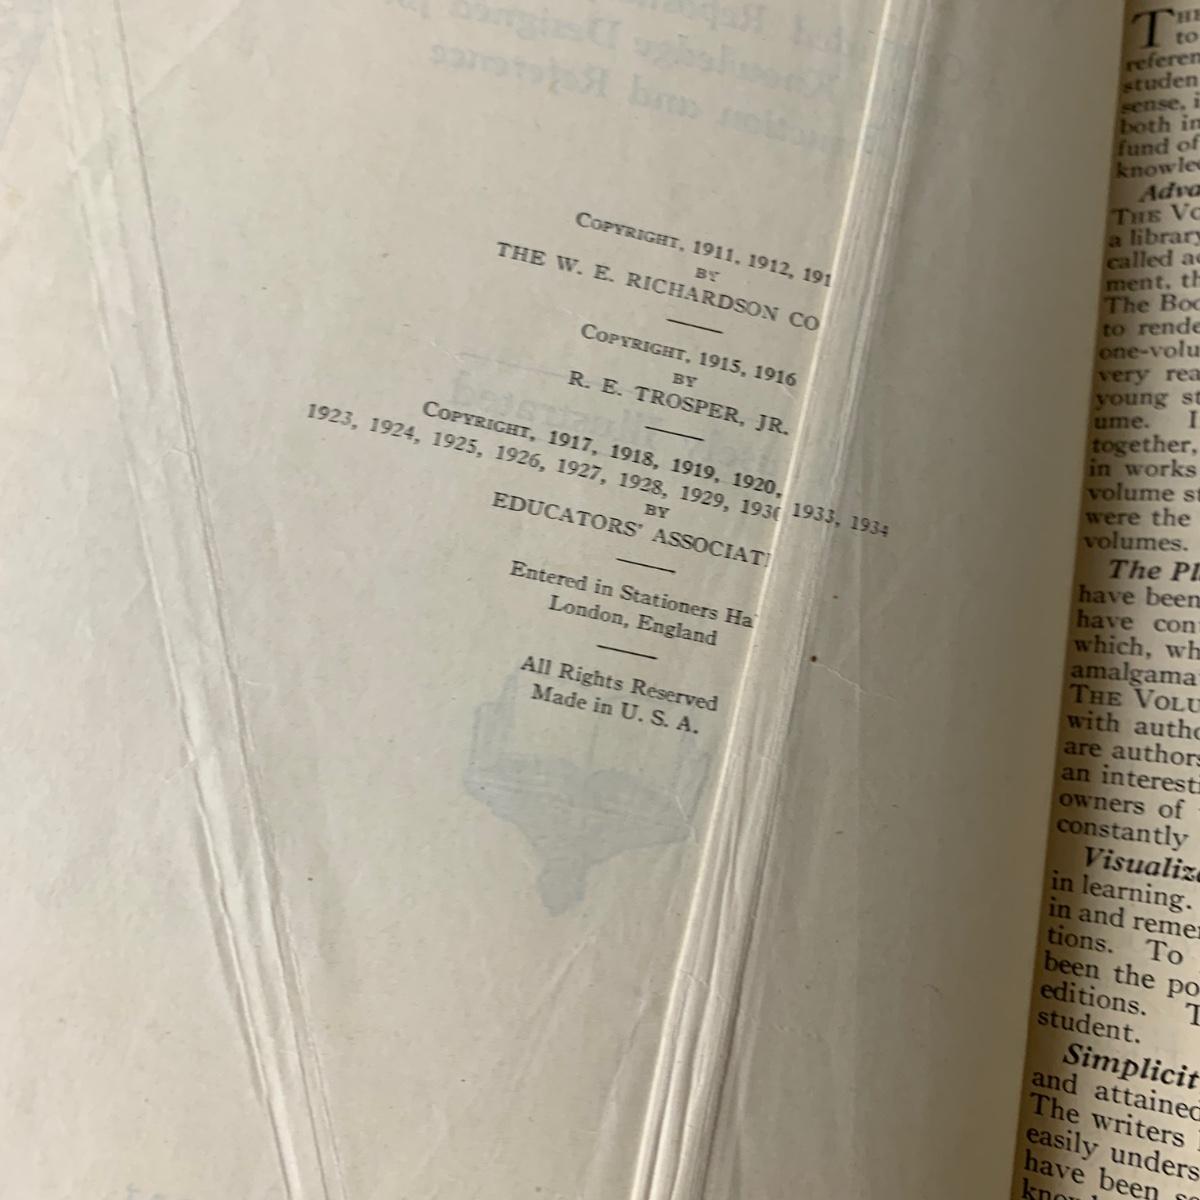 COPYRIGHT, 1911, 1912, 191
BY
THE W. E. RICHARDSON CO
COPYRIGHT, 1915, 1916
BY
R. E. TROSPER, JR.
COPYRIGHT, 1917, 1918, 1919, 1920,
1923, 1924, 1925, 1926, 1927, 1928, 1929, 193 1933, 1934
BY
EDUCATORS' ASSOCIAT
Entered in Stationers Ha
London, England
All Rights Reserved
Made in U. S. A.
TH
to
referen
studen
sense, i
both in
fund of
knowle
Adva
THE VO
a library
called a
ment, th
The Boo
to rende
one-volu
very rea
young st
ume. I
together,
in works
volume st
were the
volumes.
The Pl
have been
have con
which, wh
amalgama
THE VOLU
with autho
are authors
an interesti
owners of
constantly
Visualiza
in learning.
in and reme
tions. To
been the po
editions. T
student.
Simplicit
and attained
The writers
easily unders
have been s